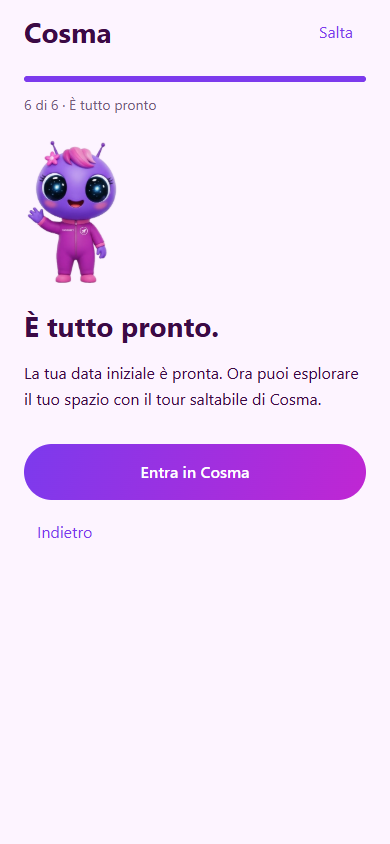 Cosma
Salta
6 di 6 · È tutto pronto
È tutto pronto.
La tua data iniziale è pronta. Ora puoi esplorare
il tuo spazio con il tour saltabile di Cosma.
Entra in Cosma
Indietro